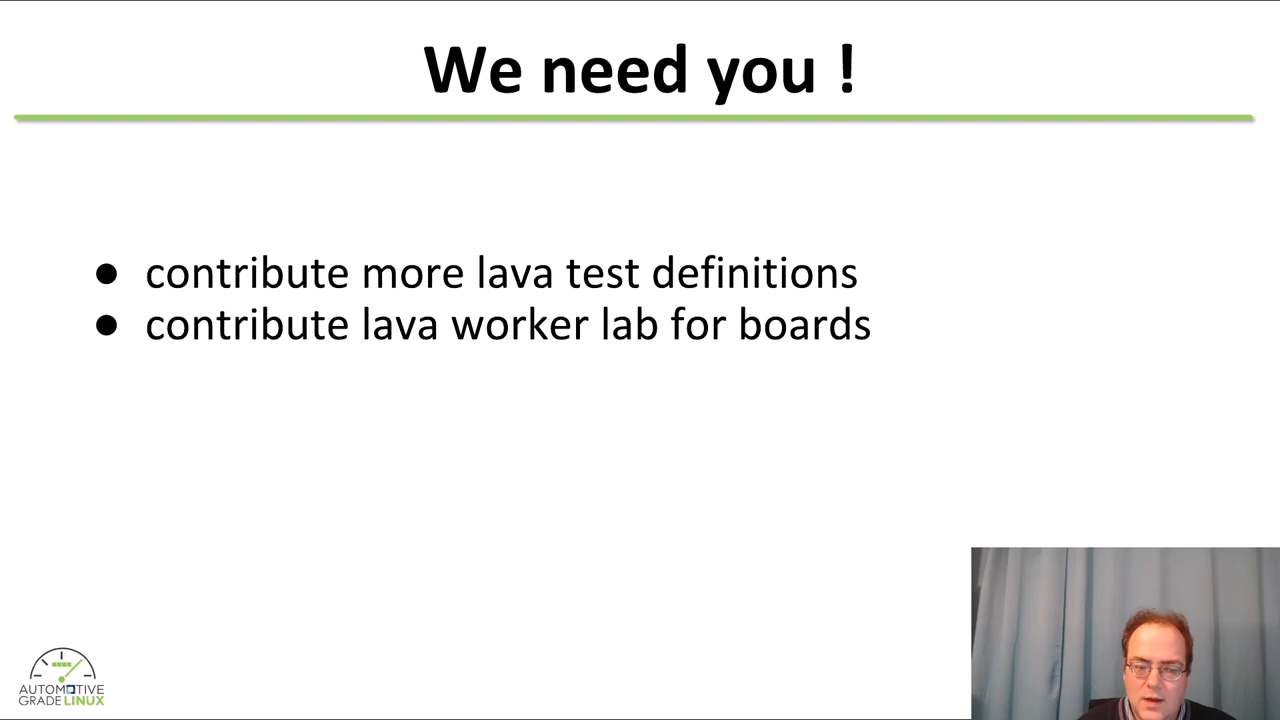 We need you !
contribute more lava test definitions
contribute lava worker lab for boards
AUTOMOTIVE
GRADE LINUX